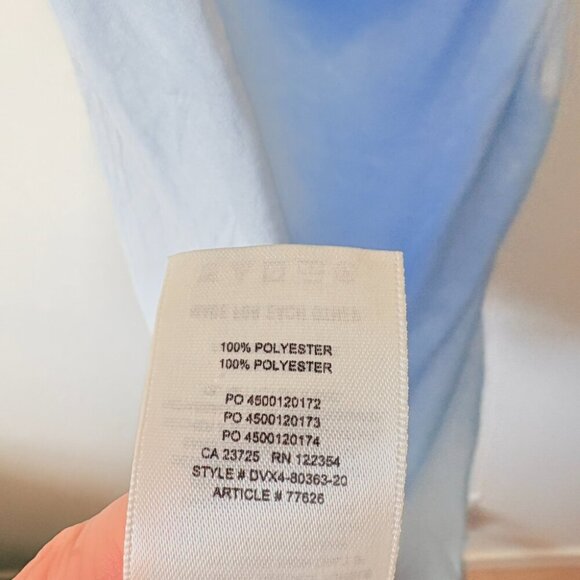 100% POLYESTER
100% POLYESTER
PO 4500120172
PO 4500120173
PO 4500120174
CA 23725 RN 122354
STYLE # DVX4-80363-20
ARTICLE # 77626